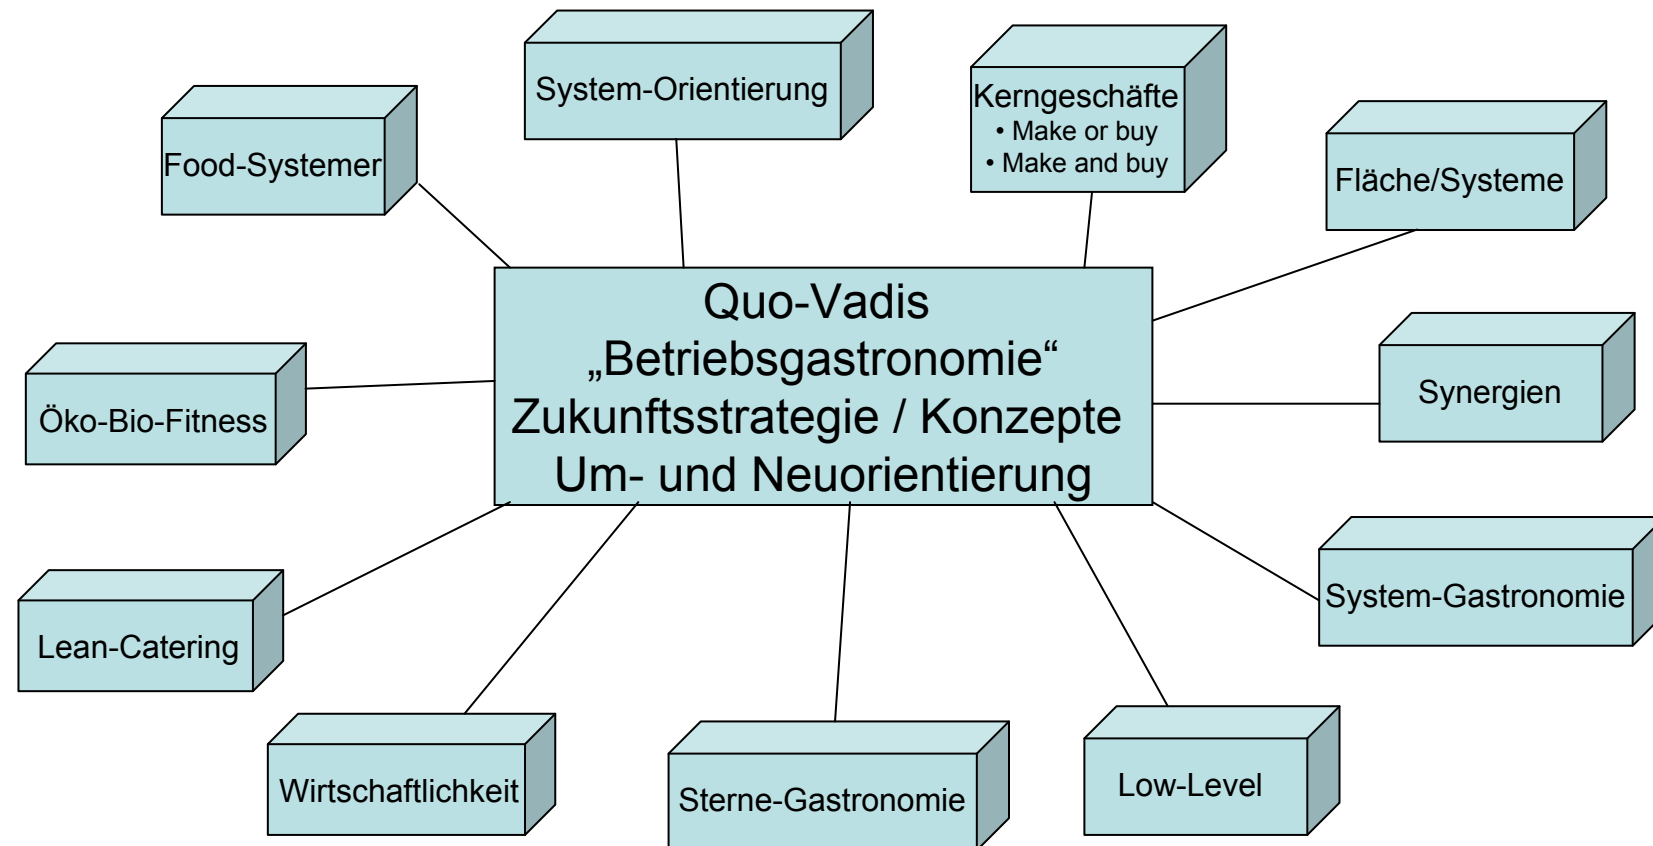 System-Orientierung
Kerngeschäfte
• Make or buy
• Make and buy
Food-Systemer
Fläche/Systeme
Quo-Vadis
„Betriebsgastronomie“
Zukunftsstrategie / Konzepte
Um- und Neuorientierung
Öko-Bio-Fitness
Synergien
System-Gastronomie
Lean-Catering
Wirtschaftlichkeit
Sterne-Gastronomie
Low-Level